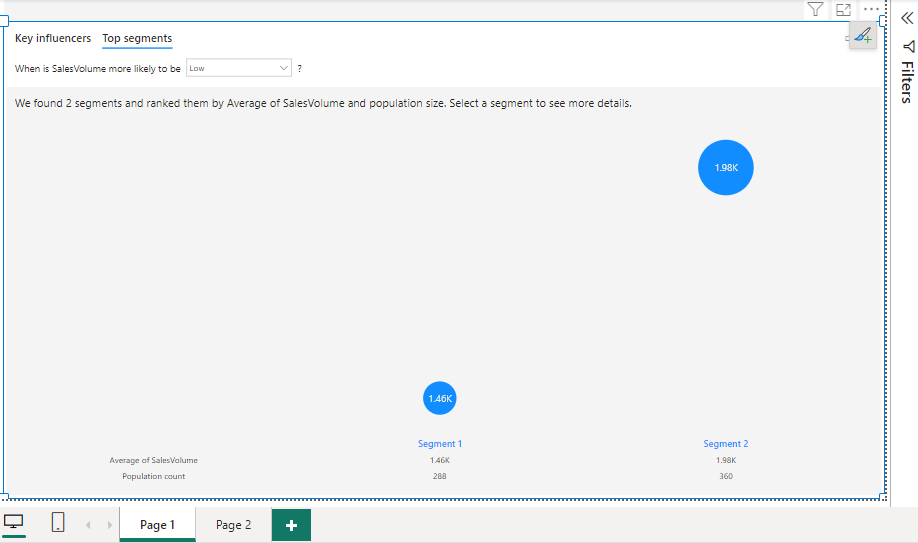 Key influencers Top segments
When is SalesVolume more likely to be Low ?
We found 2 segments and ranked them by Average of SalesVolume and population size. Select a segment to see more details.
1.98K
1.46K
Segment 1 Segment 2
Average of SalesVolume 1.46K 1.98K
Population count 288 360
Filters
Page 1 Page 2